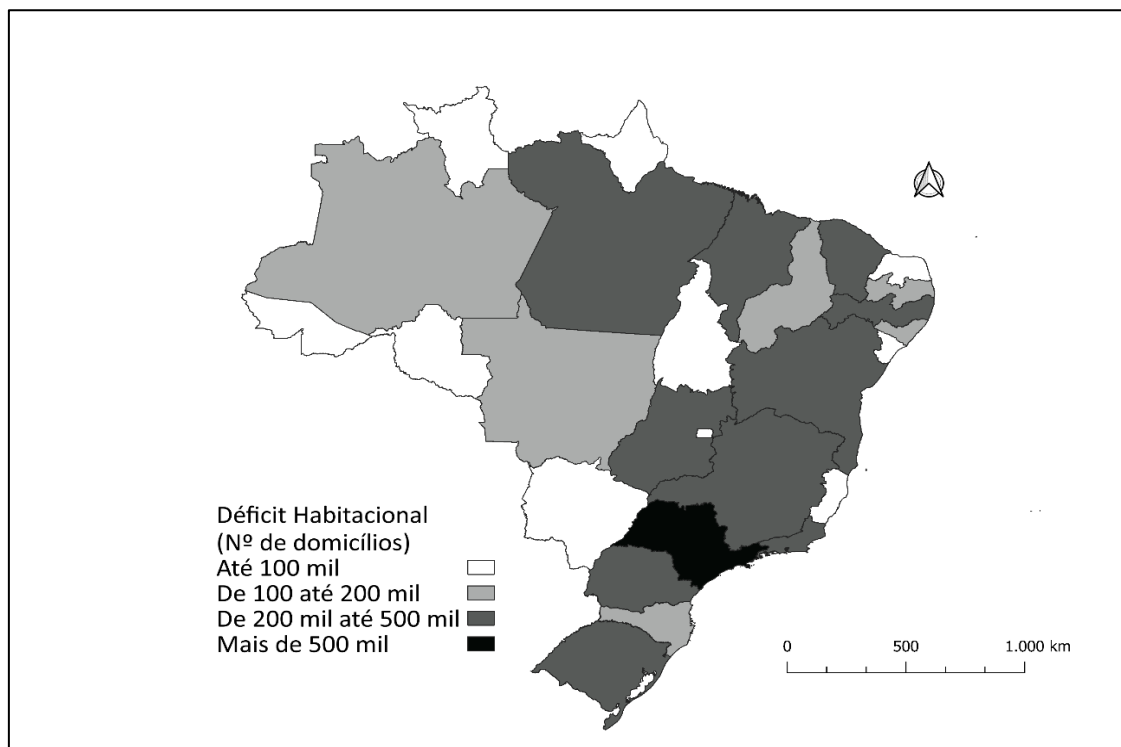 Déficit Habitacional
(Nº de domicílios)
Até 100 mil
De 100 até 200 mil
De 200 mil até 500 mil
Mais de 500 mil
0 500 1.000 km